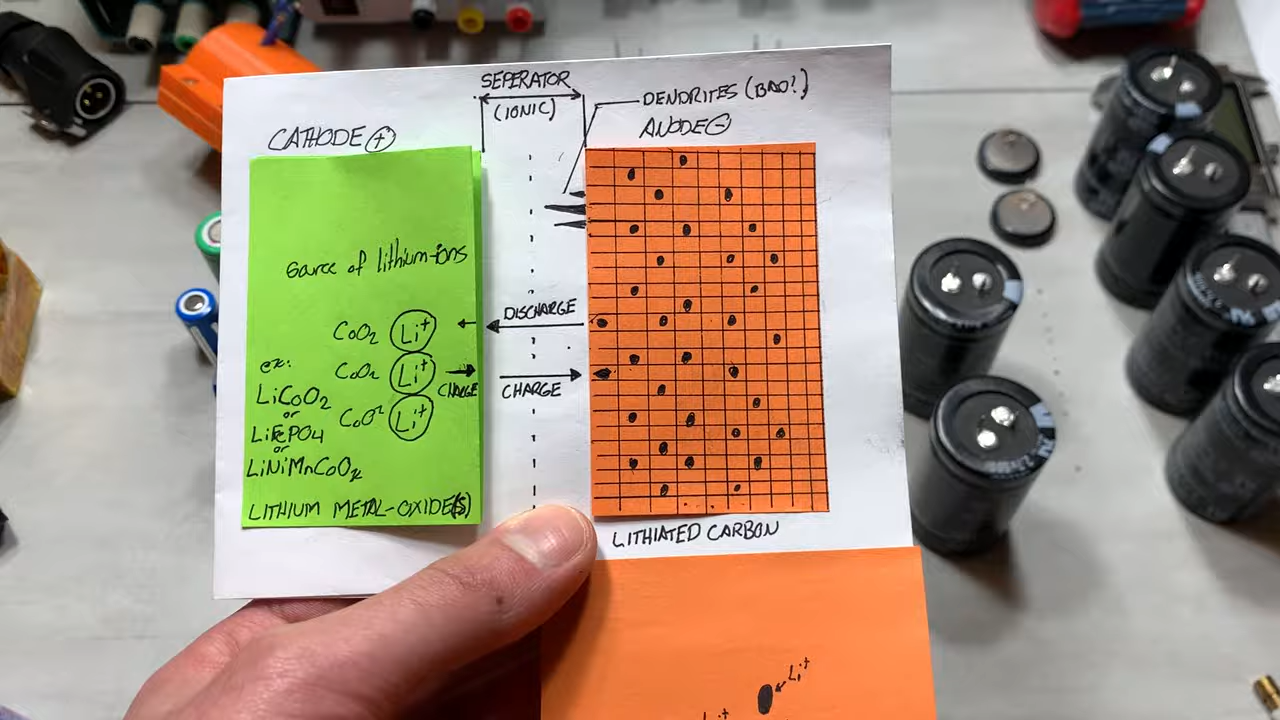 SEPERATOR
(IONIC)
DENDRITES (BAD!)
CATHODE +
ANODE -
Source of lithium-ions
DISCHARGE
CoO2 Li+
CoO2 Li+
CHARGE
CHARGE
CoO2 Li+
ex:
LiCoO2
or
LiFePO4
or
LiNiMnCoO2
LITHIUM METAL-OXIDE(S)
LITHIATED CARBON
Li+
Li+